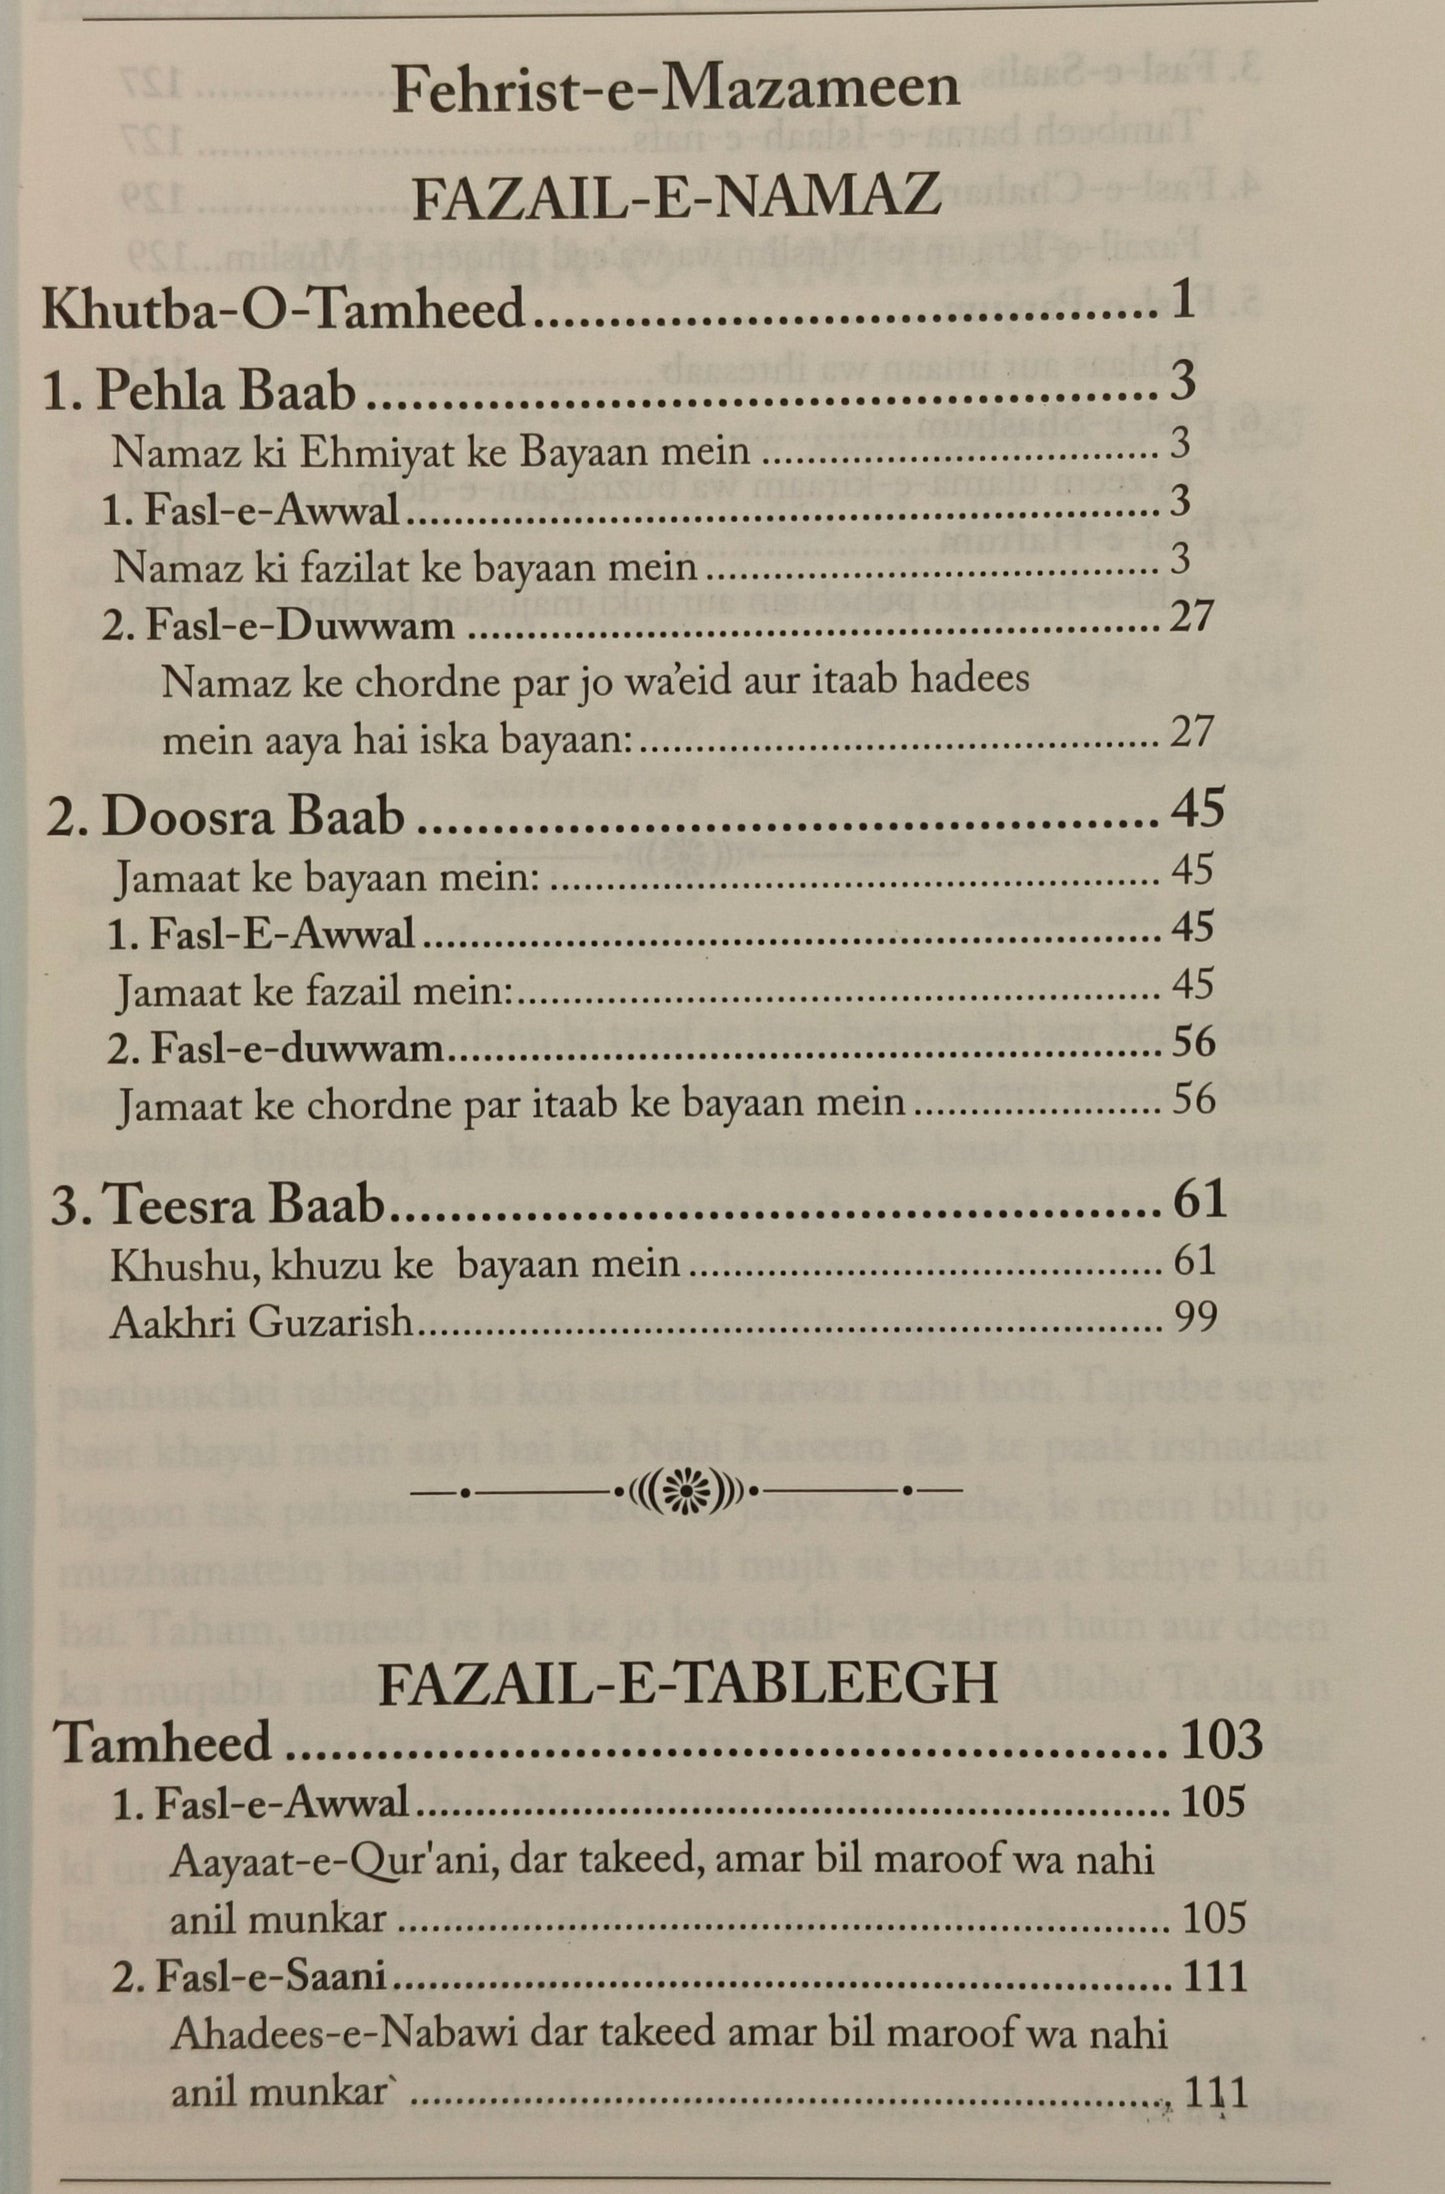 Fehrist-e-Mazameen
FAZAIL-E-NAMAZ
Khutba-O-Tamheed.......................................... 1
1. Pehla Baab..................................................... 3
Namaz ki Ehmiyat ke Bayaan mein ................................... 3
1. Fasl-e-Awwal.................................................................. 3
Namaz ki fazilat ke bayaan mein........................................ 3
2. Fasl-e-Duwwam ............................................................. 27
Namaz ke chordne par jo wa’eid aur itaab hadees
mein aaya hai iska bayaan:.............................................. 27
2. Doosra Baab .................................................. 45
Jamaat ke bayaan mein: ..................................................... 45
1. Fasl-E-Awwal................................................................. 45
Jamaat ke fazail mein:......................................................... 45
2. Fasl-e-duwwam............................................................... 56
Jamaat ke chordne par itaab ke bayaan mein...................... 56
3. Teesra Baab.................................................... 61
Khushu, khuzu ke bayaan mein.......................................... 61
Aakhri Guzarish.................................................................. 99
FAZAIL-E-TABLEEGH
Tamheed ........................................................... 103
1. Fasl-e-Awwal.................................................................. 105
Aayaat-e-Qur'ani, dar takeed, amar bil maroof wa nahi
anil munkar .................................................................... 105
2. Fasl-e-Saani.................................................................... 111
Ahadees-e-Nabawi dar takeed amar bil maroof wa nahi
anil munkar` .................................................................., 111